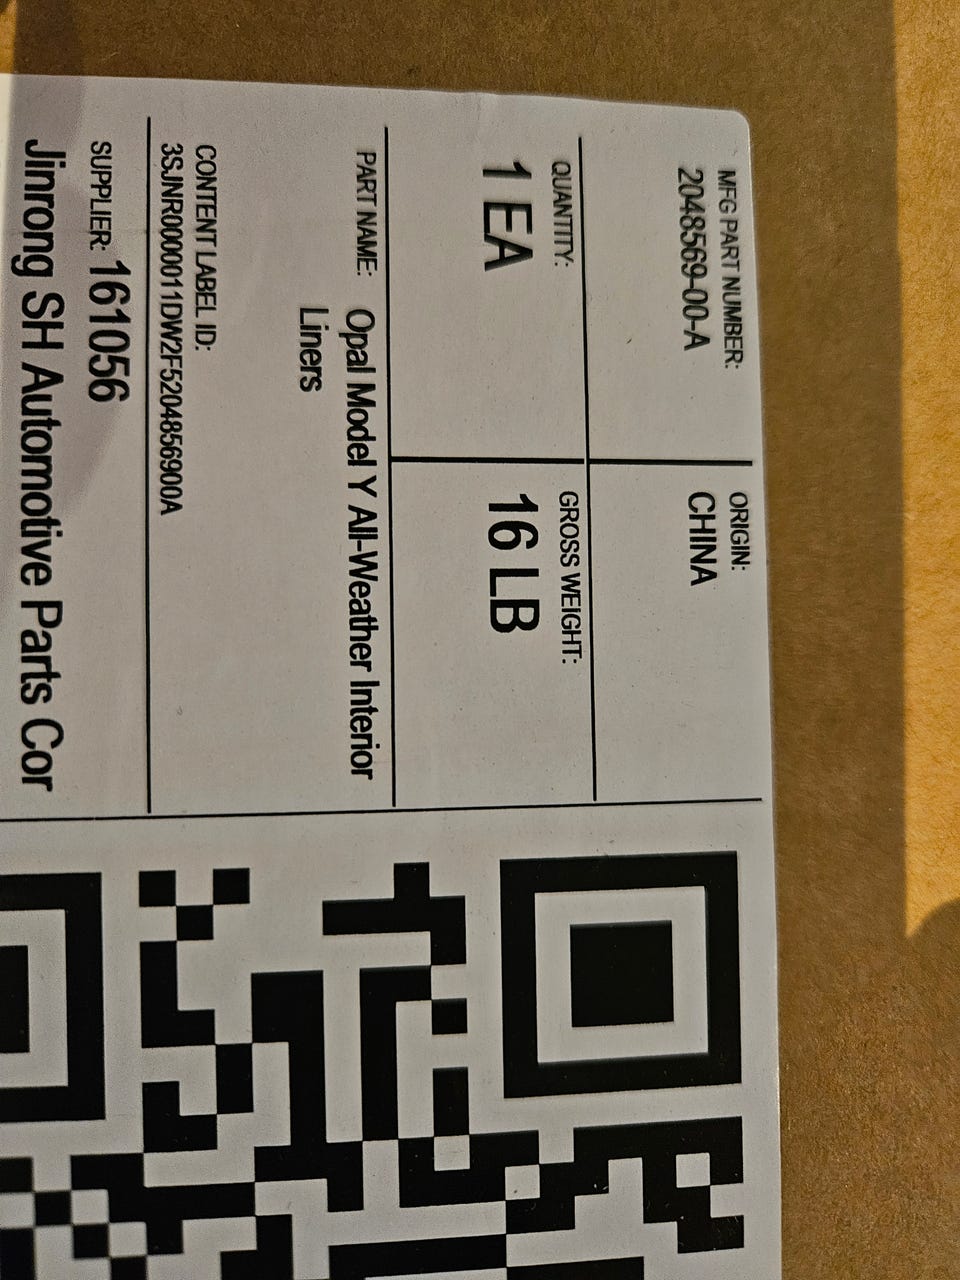 MFG PART NUMBER:
2048569-00-A
ORIGIN:
CHINA
QUANTITY:
1 EA
GROSS WEIGHT:
16 LB
PART NAME: Opal Model Y All-Weather Interior
Liners
CONTENT LABEL ID:
3SJNR0000011DW2F5204856900A
SUPPLIER: 161056
Jinrong SH Automotive Parts Cor